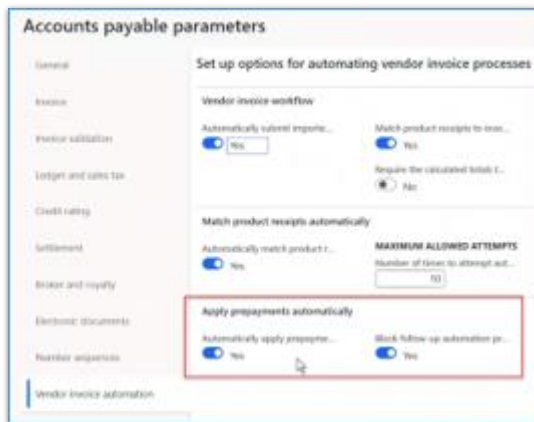 Accounts payable parameters
General
Set up options for automating vendor invoice processes
Invoice
Vendor invoice workflow
Invoice validation
Automatically submit importe...
Match product receipts to invo...
Yes
Yes
Ledger and sales tax
Require the calculated totals t...
No
Credit rating
Match product receipts automatically
Settlement
Automatically match product r...
MAXIMUM ALLOWED ATTEMPTS
Yes
Number of times to attempt aut...
10
Broker and royalty
Apply prepayments automatically
Electronic documents
Automatically apply prepayme...
Block follow-up automation pr...
Number sequences
Yes
Yes
Vendor invoice automation